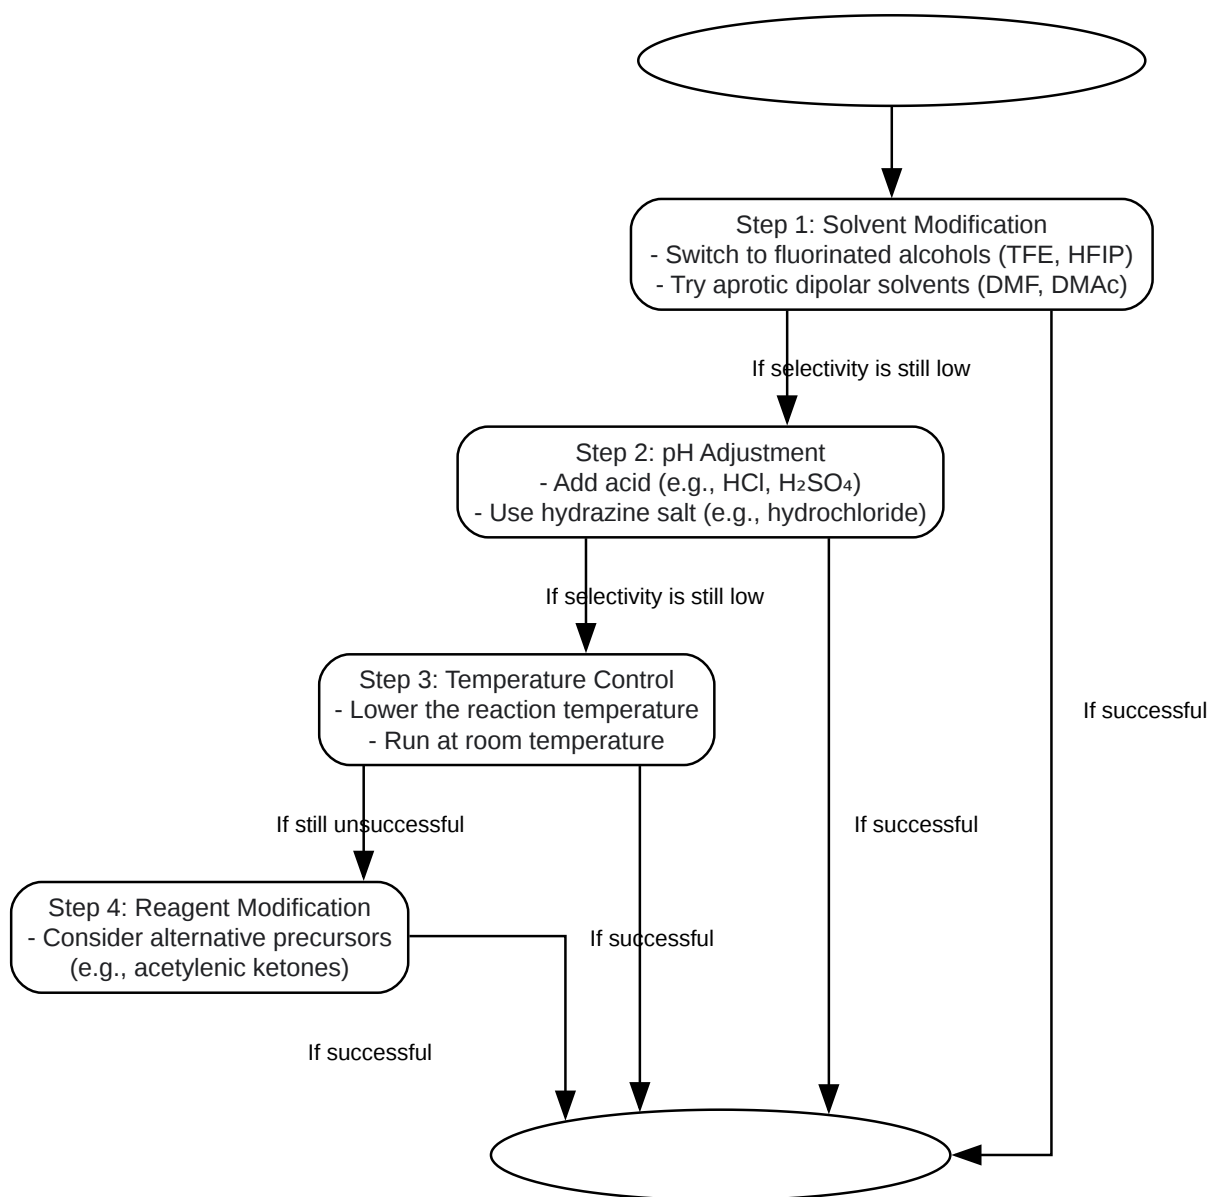 Step 1: Solvent Modification
- Switch to fluorinated alcohols (TFE, HFIP)
- Try aprotic dipolar solvents (DMF, DMAc)
If selectivity is still low
Step 2: pH Adjustment
- Add acid (e.g., HCl, H₂SO₄)
- Use hydrazine salt (e.g., hydrochloride)
If selectivity is still low
Step 3: Temperature Control
- Lower the reaction temperature
- Run at room temperature
If successful
If still unsuccessful
If successful
Step 4: Reagent Modification
- Consider alternative precursors
(e.g., acetylenic ketones)
If successful
If successful